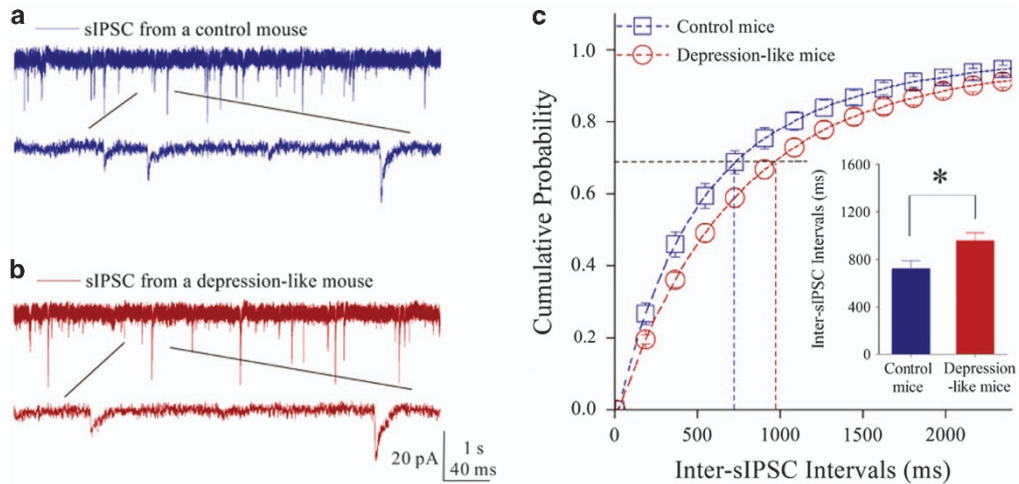 a
sIPSC from a control mouse
b
sIPSC from a depression-like mouse
20 pA
1 s
40 ms
c
Control mice
Depression-like mice
Cumulative Probability
1.0
0.8
0.6
0.4
0.2
0.0
0
500
1000
1500
2000
Inter-sIPSC Intervals (ms)
Inter-sIPSC Intervals (ms)
1600
1200
800
400
0
*
Control
mice
Depression
-like mice